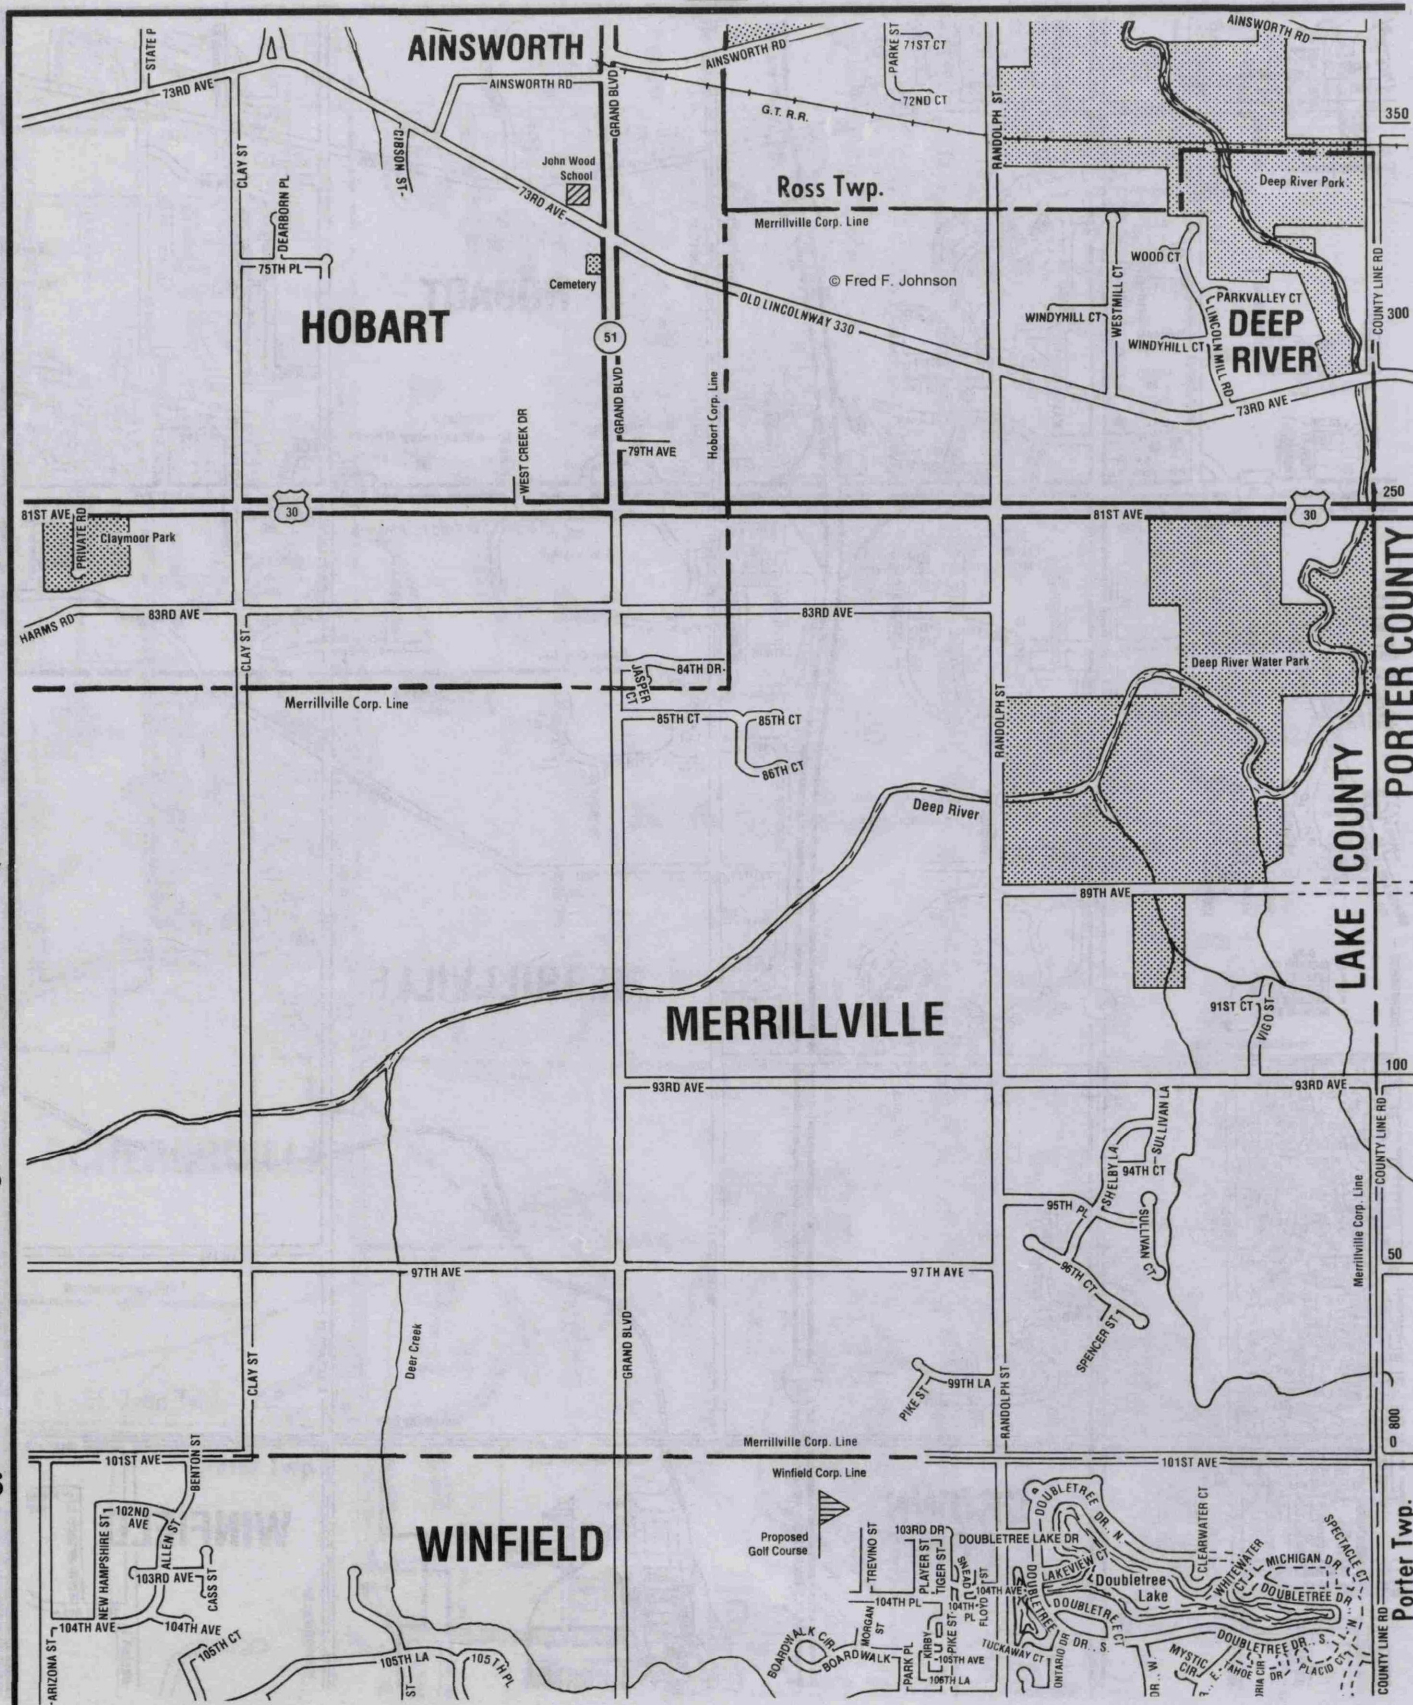 AINSWORTH
STATE P
73RD AVE
AINSWORTH RD
GRAND BLVD
AINSWORTH RD
PARKE ST
71ST CT
72ND CT
G.T. R.R.
RANDOLPH ST
AINSWORTH RD
350
CLAY ST
GIBSON ST
John Wood
School
73RD AVE
Ross Twp.
Merrillville Corp. Line
Deep River Park
DEARBORN PL
75TH PL
Cemetery
© Fred F. Johnson
WOOD CT
WESTMILL CT
WINDYHILL CT
PARKVALLEY CT
LINCOLN MILL RD
WINDYHILL CT
DEEP
RIVER
COUNTY LINE RD
300
HOBART
51
OLD LINCOLNWAY 330
73RD AVE
GRAND BLVD
Hobart Corp. Line
WEST CREEK DR
79TH AVE
250
81ST AVE
30
81ST AVE
30
PRIVATE RD
Claymoor Park
HARMS RD
83RD AVE
83RD AVE
PORTER COUNTY
CLAY ST
84TH DR.
JASPER CT
Merrillville Corp. Line
85TH CT
85TH CT
86TH CT
RANDOLPH ST
Deep River Water Park
Deep River
LAKE COUNTY
89TH AVE
MERRILLVILLE
91ST CT
VIGO ST
100
93RD AVE
93RD AVE
SULLIVAN LA
SHELBY LA
94TH CT
COUNTY LINE RD
95TH PL
SULLIVAN CT
96TH CT
SPENCER ST
Merrillville Corp. Line
50
97TH AVE
97TH AVE
Deer Creek
CLAY ST
GRAND BLVD
PIKE ST
99TH LA
RANDOLPH ST
800
0
Merrillville Corp. Line
101ST AVE
BENTON ST
101ST AVE
Winfield Corp. Line
NEW HAMPSHIRE ST
102ND
AVE
ALLEN ST
103RD AVE
CASS ST
104TH AVE
104TH AVE
105TH CT
ARIZONA ST
WINFIELD
105TH LA
105TH PL
ST
Proposed
Golf Course
TREVINO ST
103RD DR
PLAYER ST
TIGER ST
SNEAD
FLOYD ST
104TH AVE
104TH PL
104TH
PL
MORGAN
ST
BOARDWALK CIR
BOARDWALK
PARK PL
KIRBY
PIKE ST
105TH AVE
106TH LA
DOUBLETREE LAKE DR
DOUBLETREE DR.. N
LAKEVIEW CT
DOUBLETREE
Doubletree
Lake
DOUBLETREE CT
DR.. S.
TUCKAWAY CT
ONTARIO DR
CLEARWATER CT
WHITEWATER
CT
MICHIGAN DR
SPECTACLE CT
DOUBLETREE DR
N
DOUBLETREE DR.. S.
DR.. W
MYSTIC
CIR
E
TAHOE
DR
RIA CIR
PLACID CT
COUNTY LINE RD
Porter Twp.